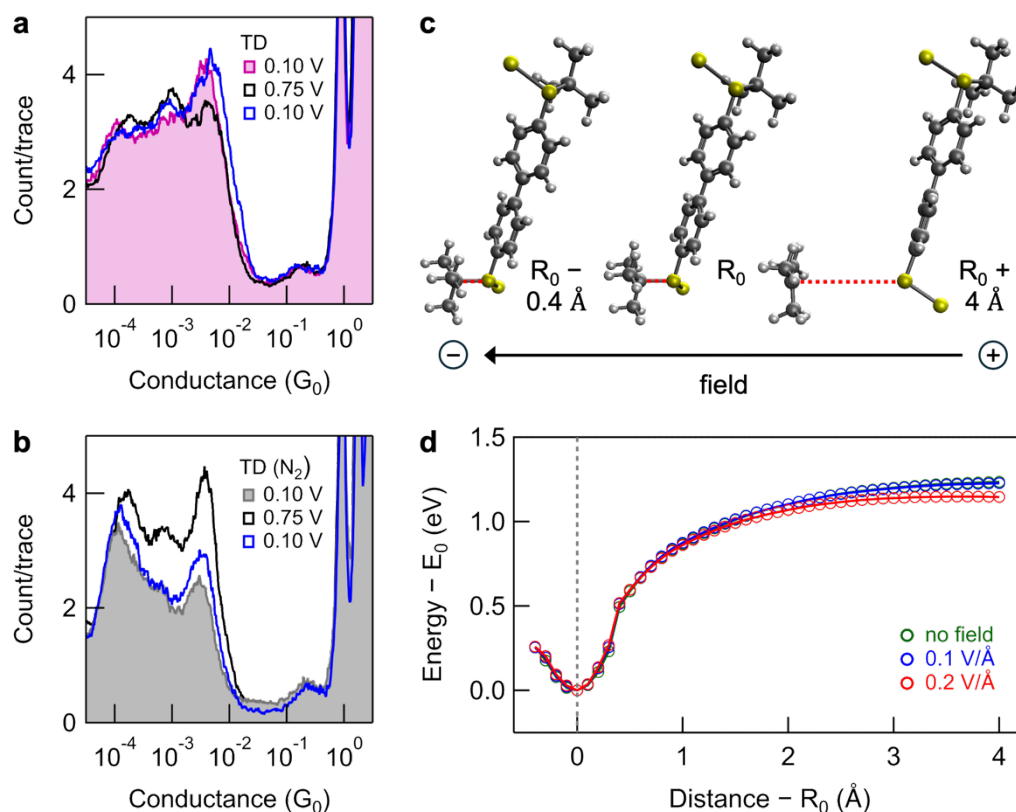 a
TD
0.10 V
0.75 V
0.10 V
Count/trace
4
2
0
10⁻⁴ 10⁻³ 10⁻² 10⁻¹ 10⁰
Conductance (G₀)
b
TD (N₂)
0.10 V
0.75 V
0.10 V
Count/trace
4
2
0
10⁻⁴ 10⁻³ 10⁻² 10⁻¹ 10⁰
Conductance (G₀)
c
R₀ −
0.4 Å
R₀
R₀ +
4 Å
− +
field
d
Energy − E₀ (eV)
1.5
1.0
0.5
0.0
no field
0.1 V/Å
0.2 V/Å
0 1 2 3 4
Distance − R₀ (Å)